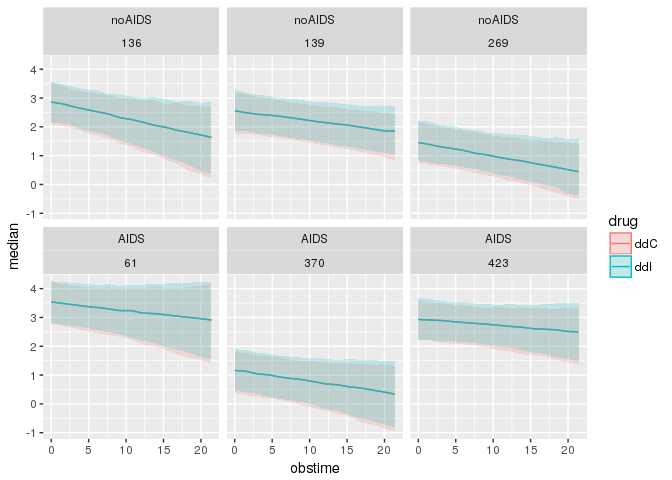 noAIDS noAIDS noAIDS
136 139 269
4
3
2
1
0
-1
AIDS AIDS AIDS
61 370 423
4
3
2
1
0
-1
0 5 10 15 20 0 5 10 15 20 0 5 10 15 20
obstime
median
drug
ddC
ddI